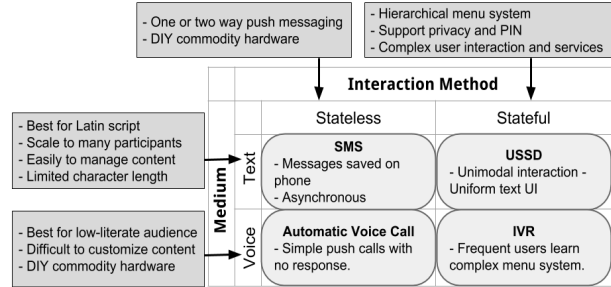 - One or two way push messaging
- DIY commodity hardware
- Hierarchical menu system
- Support privacy and PIN
- Complex user interaction and services
Interaction Method
Stateless
Stateful
- Best for Latin script
- Scale to many participants
- Easily to manage content
- Limited character length
Medium
Text
SMS
- Messages saved on
phone
- Asynchronous
USSD
- Unimodal interaction -
Uniform text UI
- Best for low-literate audience
- Difficult to customize content
- DIY commodity hardware
Voice
Automatic Voice Call
- Simple push calls with
no response.
IVR
- Frequent users learn
complex menu system.